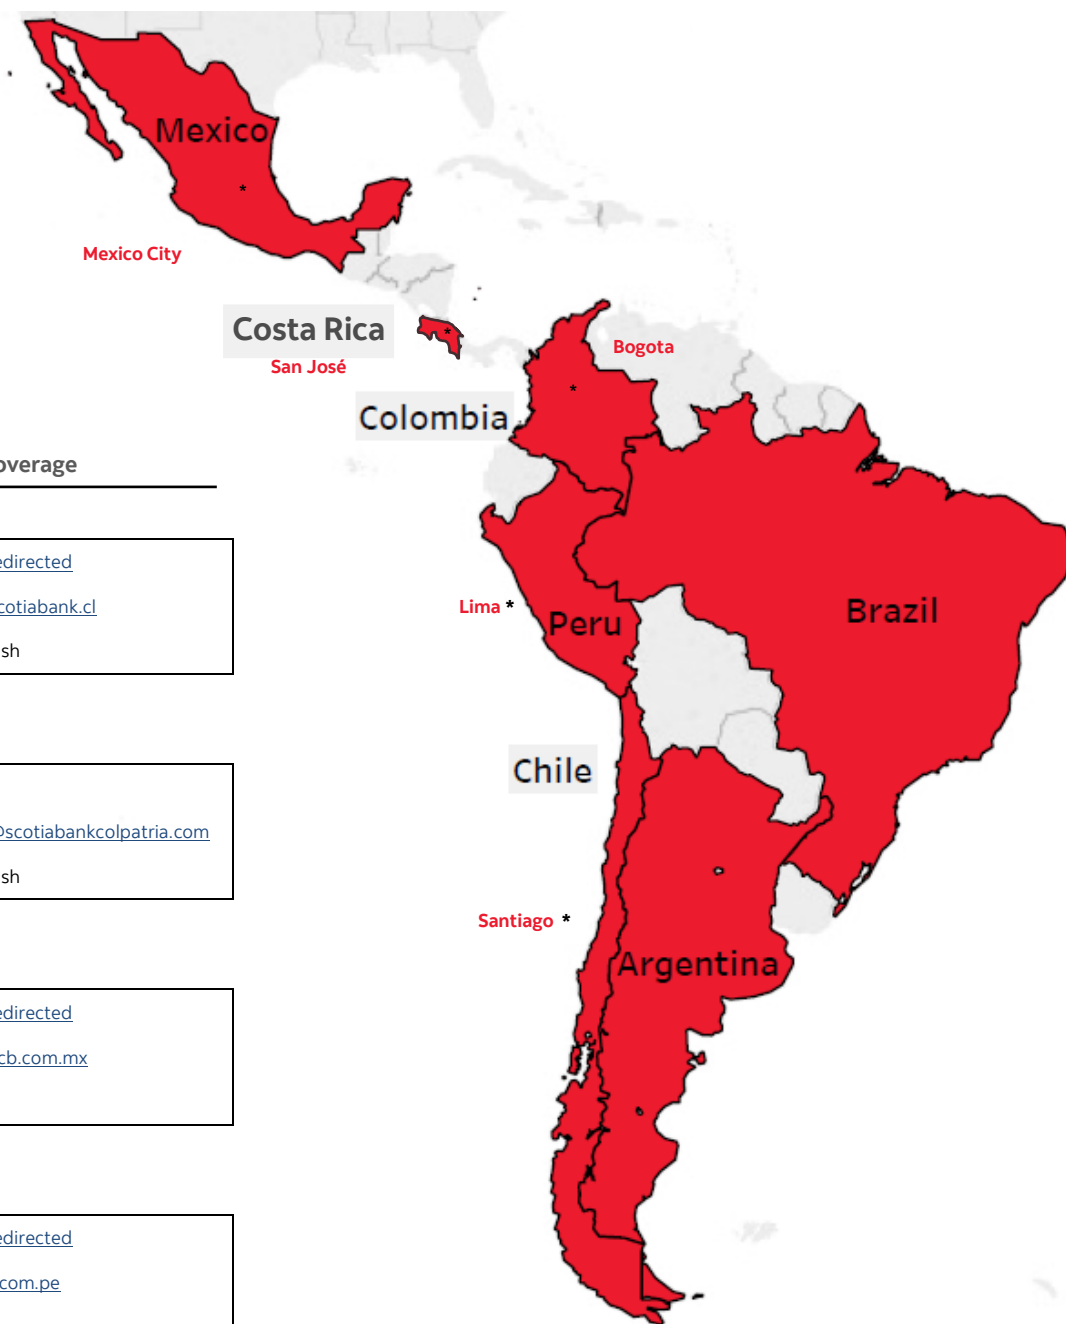 Mexico
*
Mexico City
Costa Rica
*
San José
Bogota
*
Colombia
overage
edirected
cotiabank.cl
sh
Lima *
Peru
Brazil
Chile
@scotiabankcolpatria.com
sh
Santiago *
Argentina
edirected
cb.com.mx
edirected
.com.pe